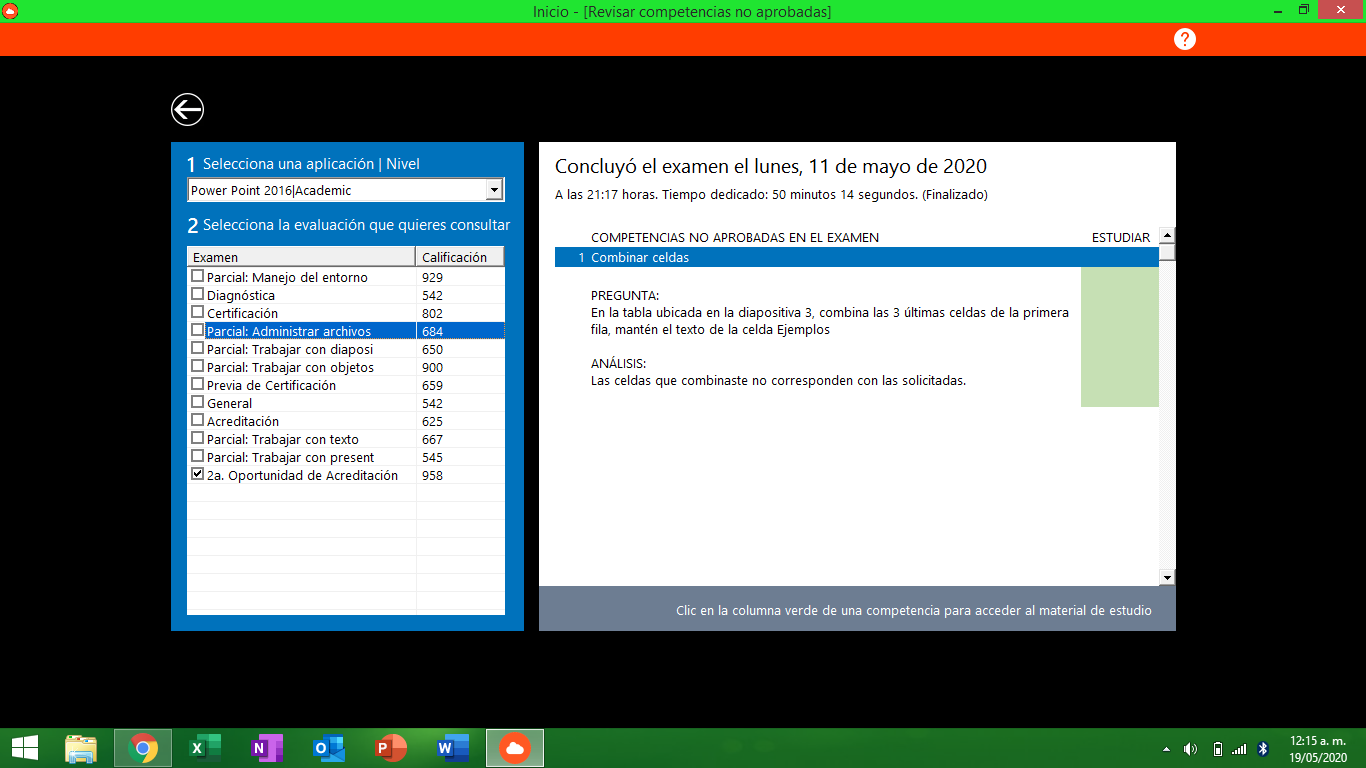 Inicio - [Revisar competencias no aprobadas]
?
1 Selecciona una aplicación | Nivel
Power Point 2016|Academic
2 Selecciona la evaluación que quieres consultar
Examen Calificación
Parcial: Manejo del entorno 929
Diagnóstica 542
Certificación 802
Parcial: Administrar archivos 684
Parcial: Trabajar con diaposi 650
Parcial: Trabajar con objetos 900
Previa de Certificación 659
General 542
Acreditación 625
Parcial: Trabajar con texto 667
Parcial: Trabajar con present 545
2a. Oportunidad de Acreditación 958
Concluyó el examen el lunes, 11 de mayo de 2020
A las 21:17 horas. Tiempo dedicado: 50 minutos 14 segundos. (Finalizado)
COMPETENCIAS NO APROBADAS EN EL EXAMEN ESTUDIAR
1 Combinar celdas
PREGUNTA:
En la tabla ubicada en la diapositiva 3, combina las 3 últimas celdas de la primera
fila, mantén el texto de la celda Ejemplos
ANÁLISIS:
Las celdas que combinaste no corresponden con las solicitadas.
Clic en la columna verde de una competencia para acceder al material de estudio
X N O P W
12:15 a. m.
19/05/2020